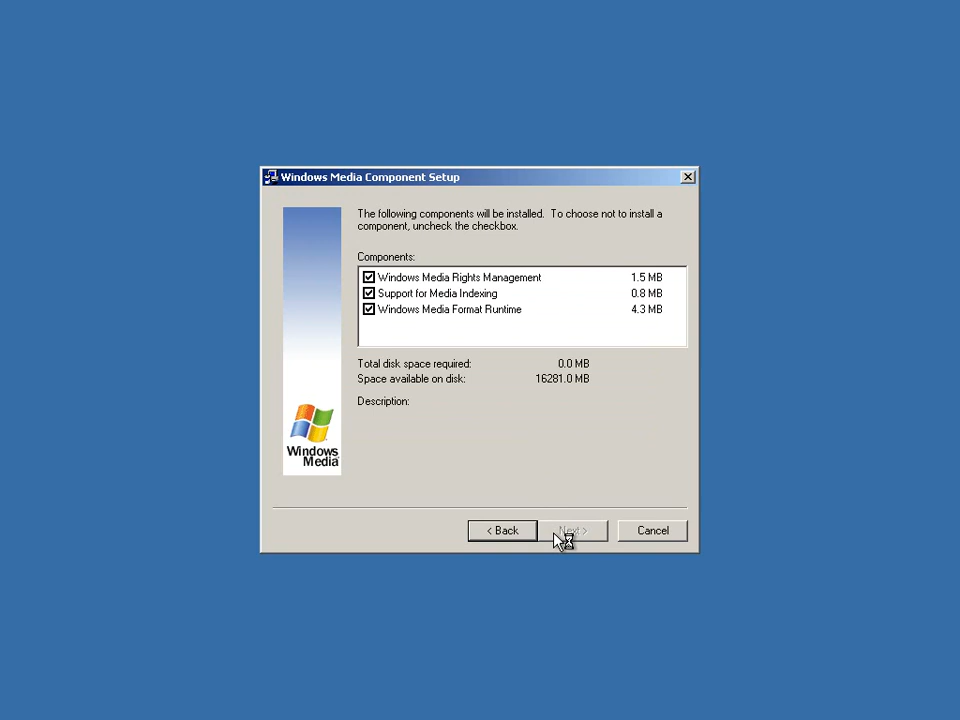 Windows Media Component Setup
The following components will be installed. To choose not to install a
component, uncheck the checkbox.
Components:
Windows Media Rights Management 1.5 MB
Support for Media Indexing 0.8 MB
Windows Media Format Runtime 4.3 MB
Total disk space required: 0.0 MB
Space available on disk: 16281.0 MB
Description:
Windows
Media
< Back Next > Cancel